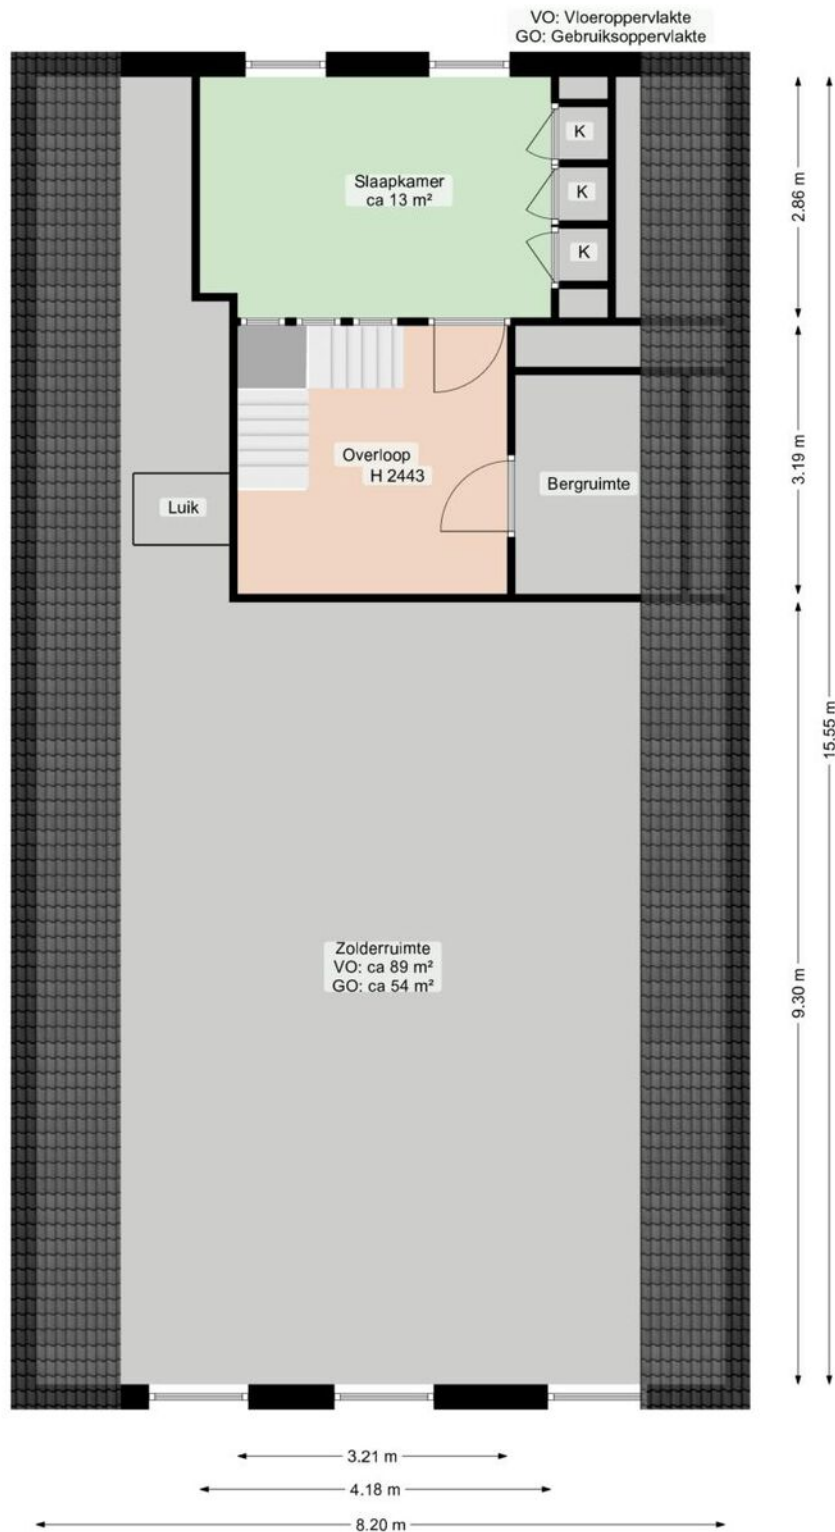 VO: Vloeroppervlakte
GO: Gebruiksoppervlakte
K
Slaapkamer
ca 13 m²
K
K
2.86 m
Overloop
H 2443
Bergruimte
Luik
3.19 m
15.55 m
Zolderruimte
VO: ca 89 m²
GO: ca 54 m²
9.30 m
3.21 m
4.18 m
8.20 m